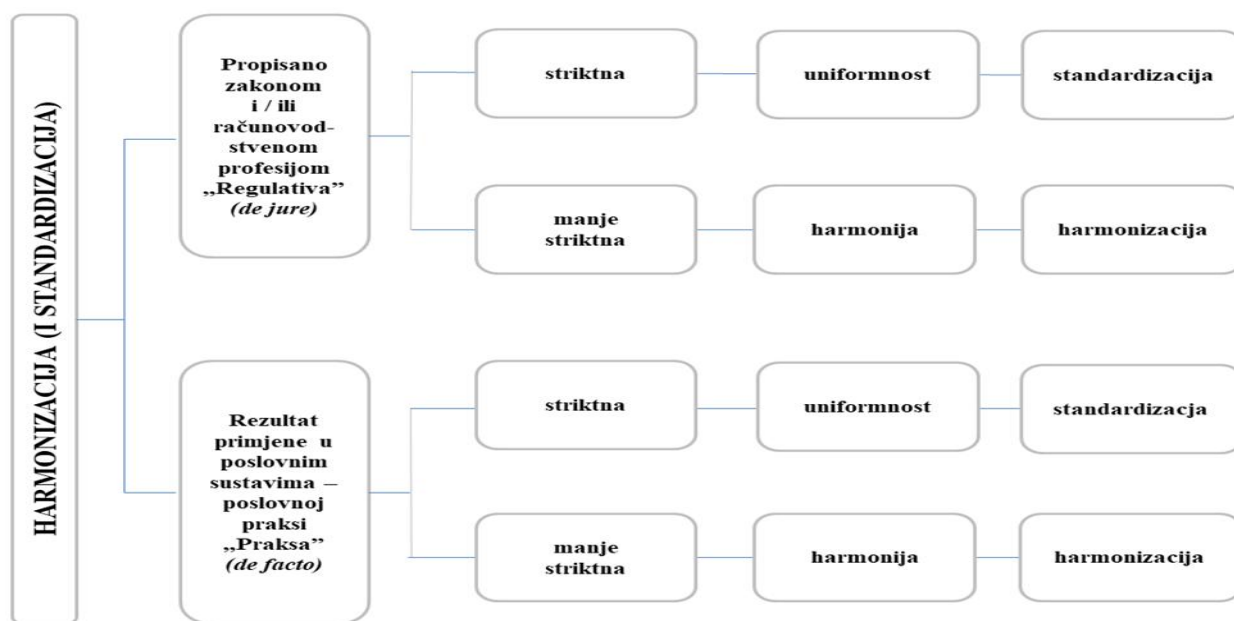 HARMONIZACIJA (I STANDARDIZACIJA)
Propisano
zakonom
i / ili
računovod-
stvenom
profesijom
„Regulativa”
(de jure)
striktna
uniformnost
standardizacija
manje
striktna
harmonija
harmonizacija
Rezultat
primjene u
poslovnim
sustavima –
poslovnoj
praksi
„Praksa”
(de facto)
striktna
uniformnost
standardizacja
manje
striktna
harmonija
harmonizacija